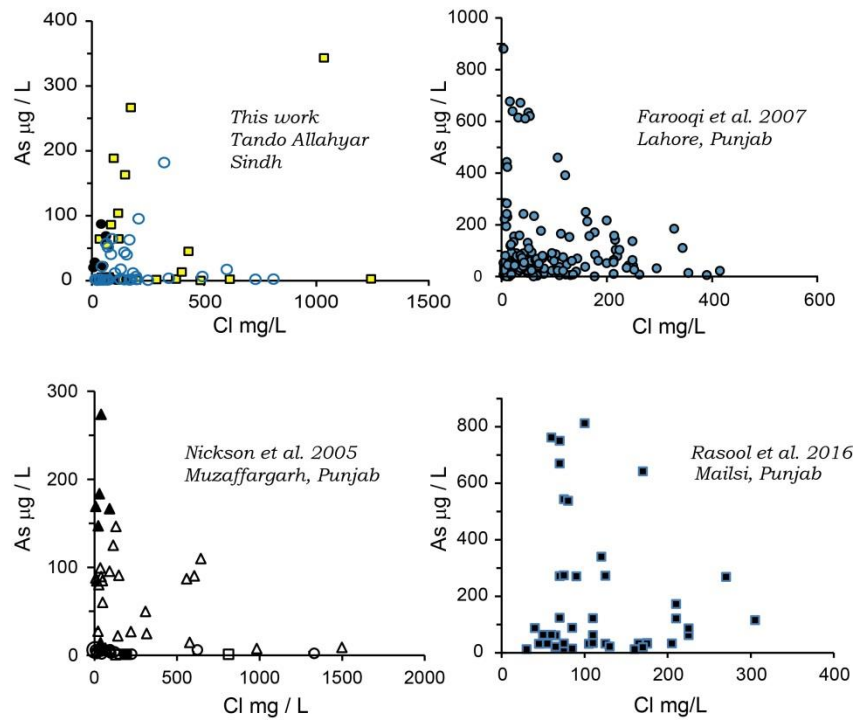 400
300
200
100
0
0
500
1000
1500
As µg / L
Cl mg/L
This work
Tando Allahyar
Sindh
1000
800
600
400
200
0
0
200
400
600
As µg / L
Cl mg/L
Farooqi et al. 2007
Lahore, Punjab
300
200
100
0
0
500
1000
1500
2000
As µg / L
Cl mg / L
Nickson et al. 2005
Muzaffargarh, Punjab
800
600
400
200
0
0
100
200
300
400
As µg / L
Cl mg/L
Rasool et al. 2016
Mailsi, Punjab